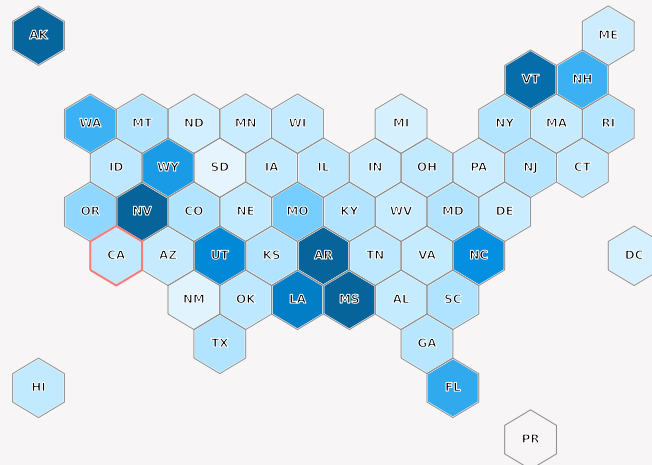 AK
ME
VT NH
WA MT ND MN WI MI NY MA RI
ID WY SD IA IL IN OH PA NJ CT
OR NV CO NE MO KY WV MD DE
CA AZ UT KS AR TN VA NC DC
NM OK LA MS AL SC
TX GA
HI FL
PR